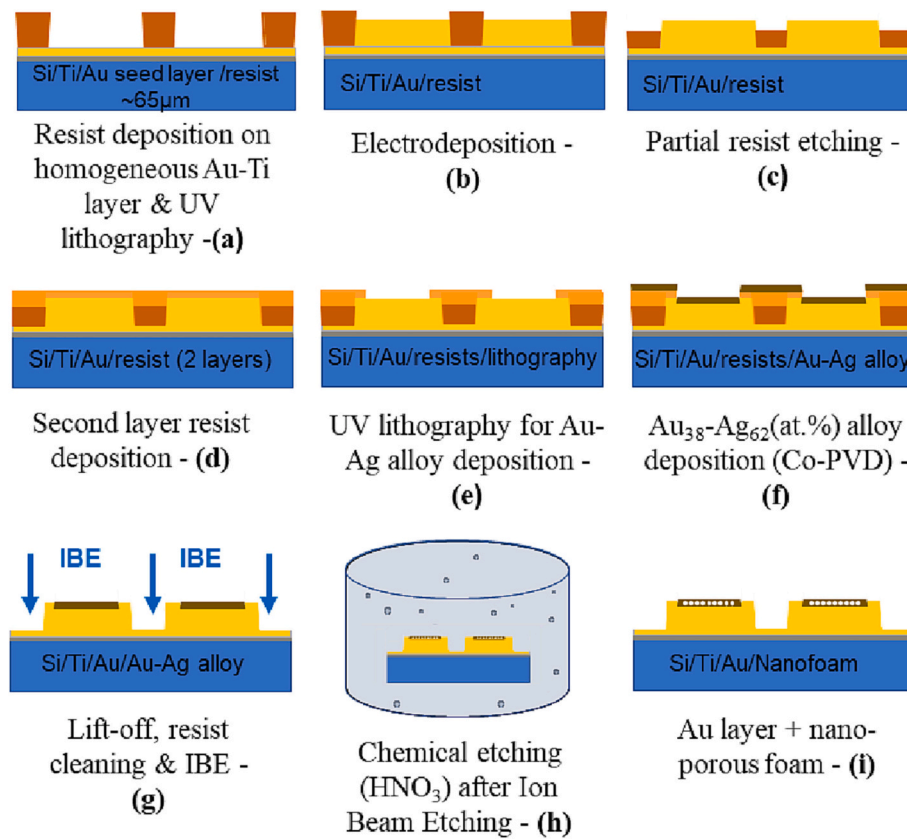 Si/Ti/Au seed layer /resist
~65µm
Resist deposition on
homogeneous Au-Ti
layer & UV
lithography -(a)
Si/Ti/Au/resist
Electrodeposition -
(b)
Si/Ti/Au/resist
Partial resist etching -
(c)
Si/Ti/Au/resist (2 layers)
Second layer resist
deposition - (d)
Si/Ti/Au/resists/lithography
UV lithography for Au-
Ag alloy deposition -
(e)
Si/Ti/Au/resists/Au-Ag alloy
Au₃₈-Ag₆₂(at.%) alloy
deposition (Co-PVD) -
(f)
IBE IBE
Si/Ti/Au/Au-Ag alloy
Lift-off, resist
cleaning & IBE -
(g)
Chemical etching
(HNO₃) after Ion
Beam Etching - (h)
Si/Ti/Au/Nanofoam
Au layer + nano-
porous foam - (i)